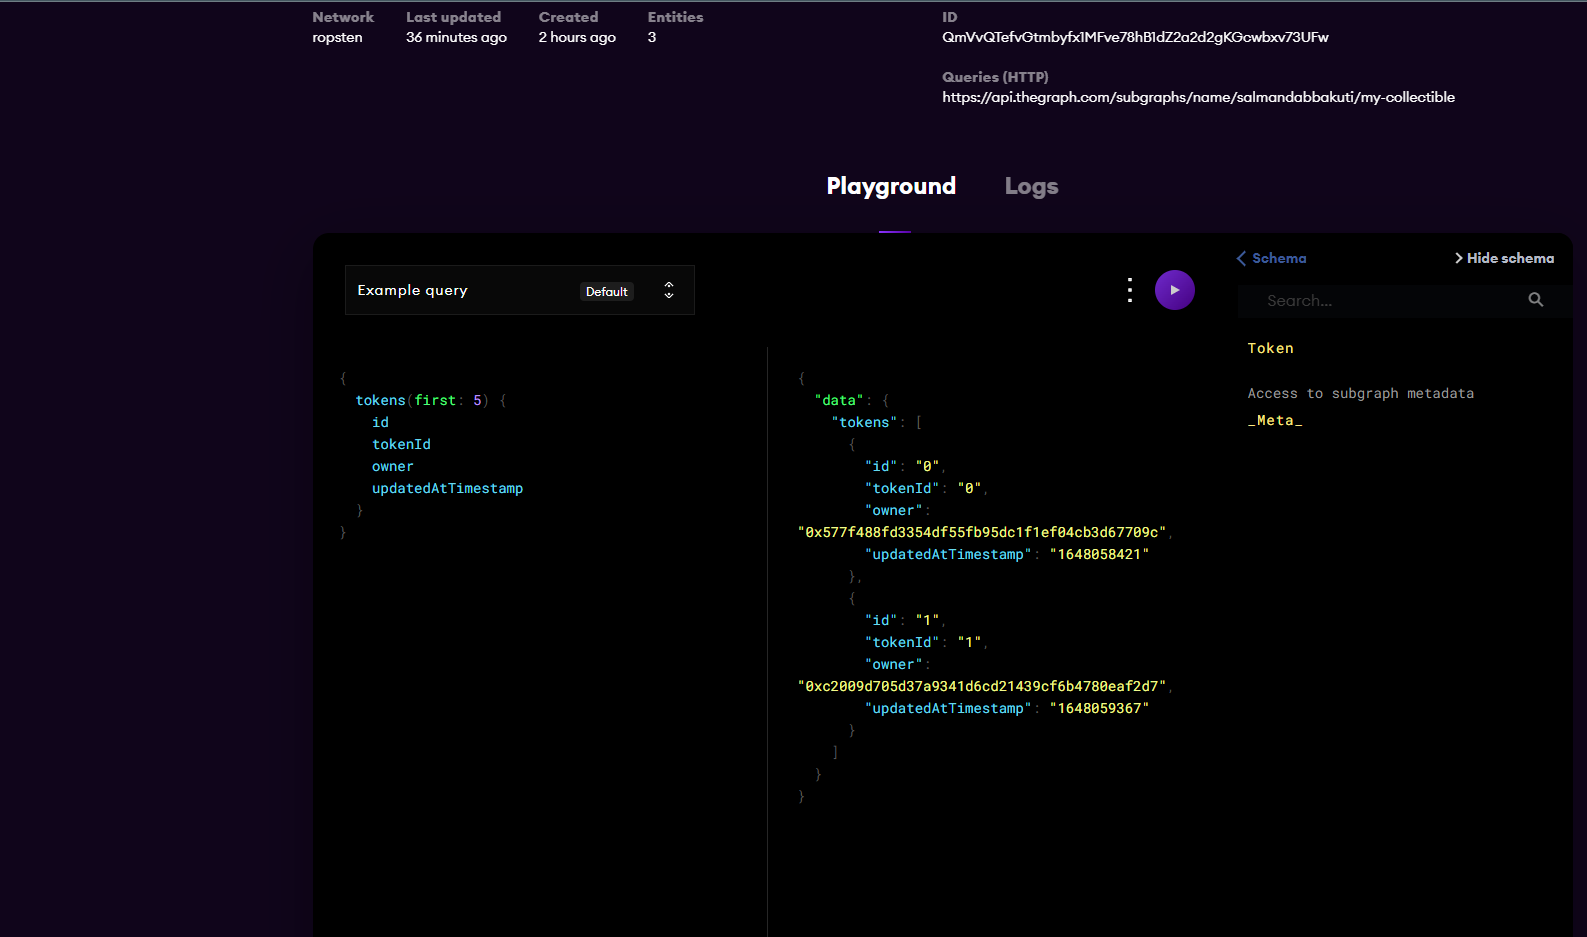 Network Last updated Created Entities ID
ropsten 36 minutes ago 2 hours ago 3 QmVvQTefvGtmbyfx1MFve78hB1dZ2a2d2gKGcwbxv73UFw
Queries (HTTP)
https://api.thegraph.com/subgraphs/name/salmandabbakuti/my-collectible
Playground Logs
Example query Default
Schema Hide schema
Search...
Token
Access to subgraph metadata
_Meta_
{
tokens(first: 5) {
id
tokenId
owner
updatedAtTimestamp
}
}
{
"data": {
"tokens": [
{
"id": "0",
"tokenId": "0",
"owner":
"0x577f488fd3354df55fb95dc1f1ef04cb3d67709c",
"updatedAtTimestamp": "1648058421"
},
{
"id": "1",
"tokenId": "1",
"owner":
"0xc2009d705d37a9341d6cd21439cf6b4780eaf2d7",
"updatedAtTimestamp": "1648059367"
}
]
}
}